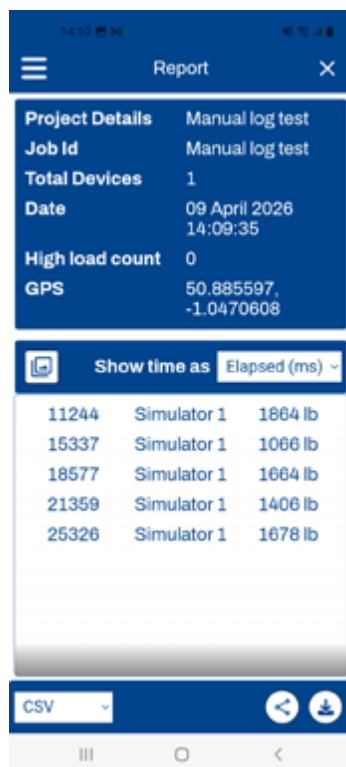 14:10
Report
Project Details Manual log test
Job Id Manual log test
Total Devices 1
Date 09 April 2026
14:09:35
High load count 0
GPS 50.885597,
-1.0470608
Show time as Elapsed (ms)
11244 Simulator 1 1864 lb
15337 Simulator 1 1066 lb
18577 Simulator 1 1664 lb
21359 Simulator 1 1406 lb
25326 Simulator 1 1678 lb
CSV